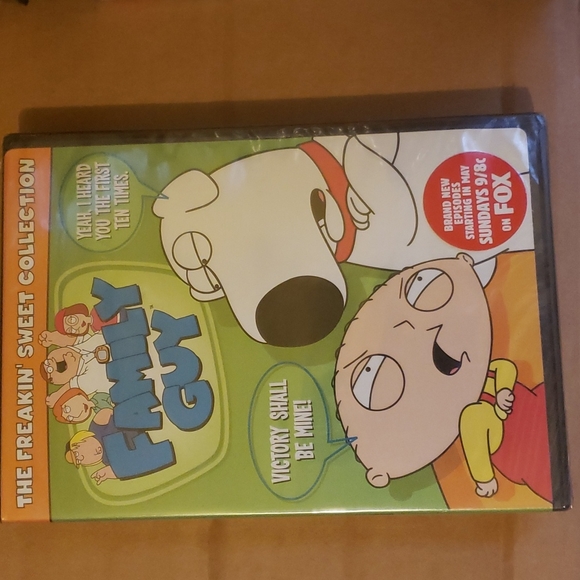 THE FREAKIN' SWEET COLLECTION
YEAH, I HEARD
YOU THE FIRST
TEN TIMES.
FAMILY
GUY
VICTORY SHALL
BE MINE!
BRAND NEW
EPISODES
STARTING IN MAY
SUNDAYS 9/8c
ON FOX